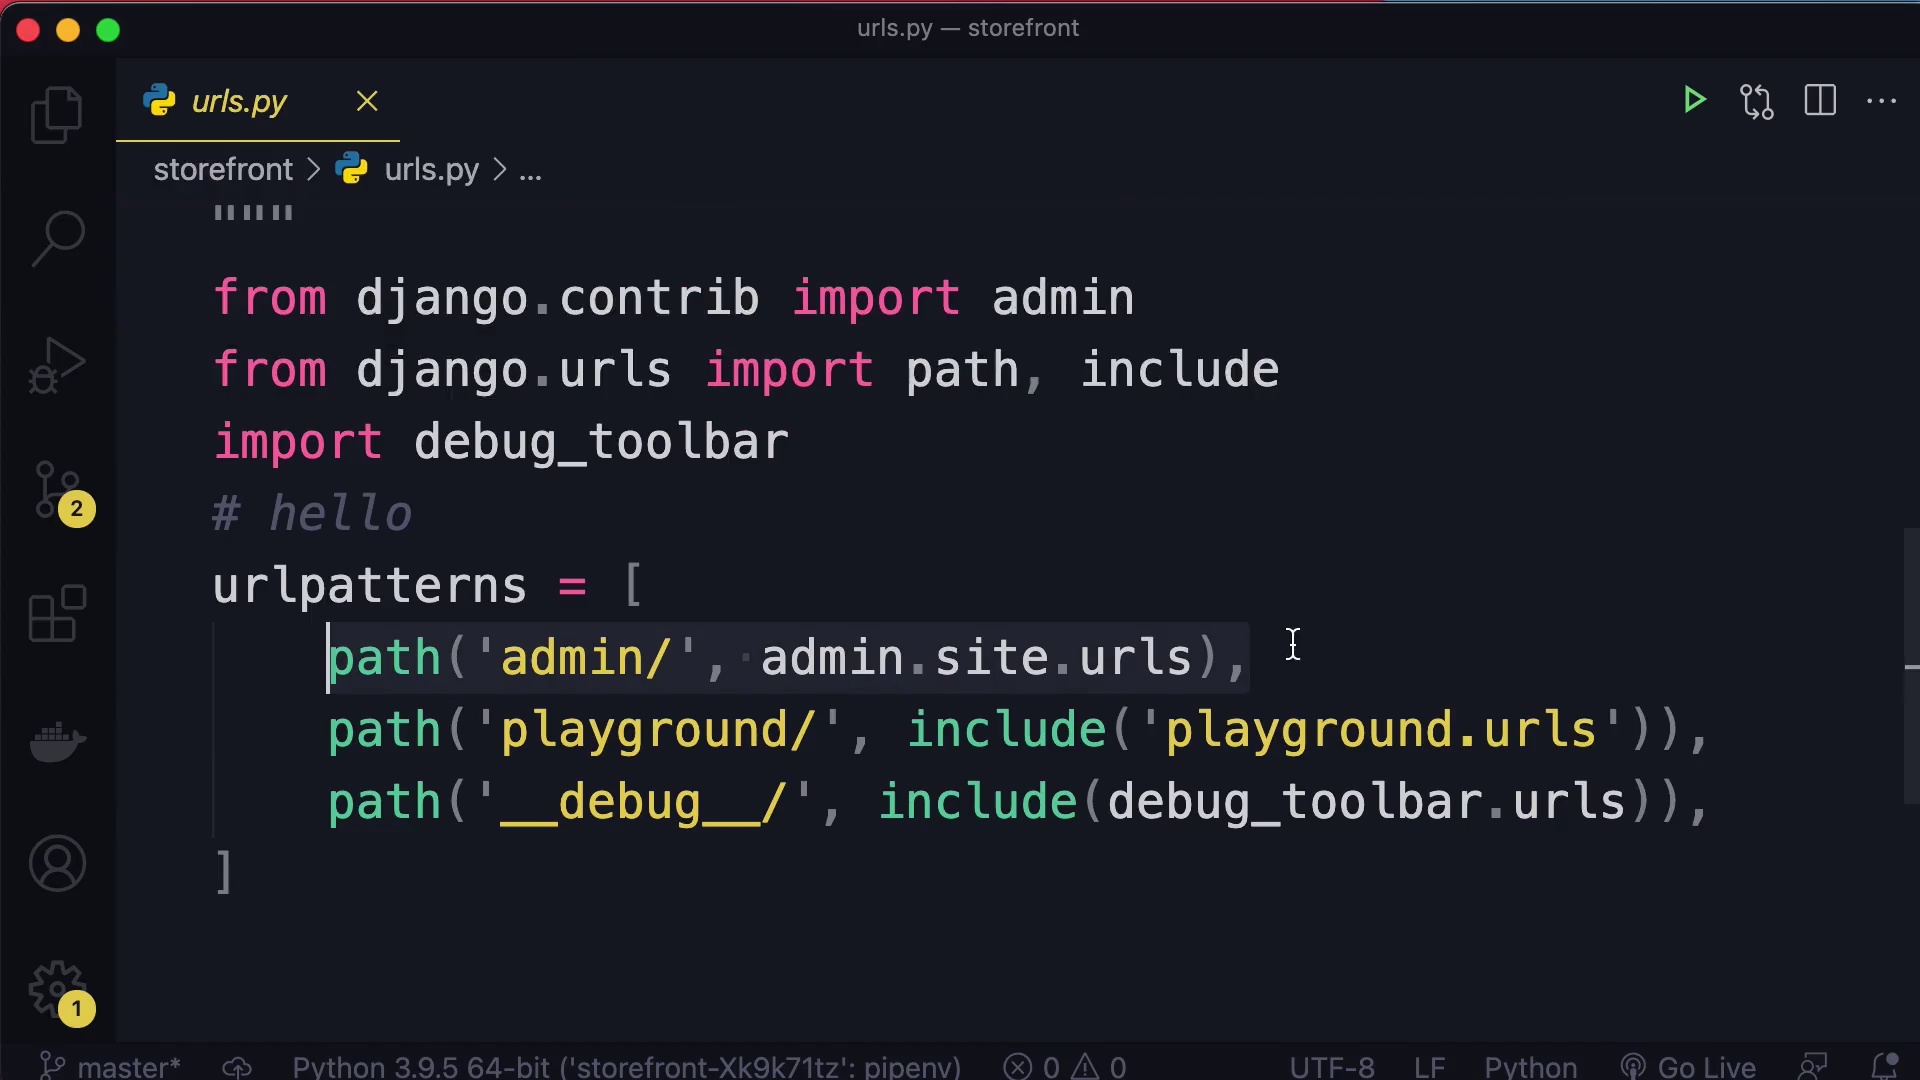 urls.py — storefront
urls.py
storefront > urls.py > ...
"""
from django.contrib import admin
from django.urls import path, include
import debug_toolbar
# hello
urlpatterns = [
    path('admin/', admin.site.urls),
    path('playground/', include('playground.urls')),
    path('__debug__/', include(debug_toolbar.urls)),
]
2
1
master* Python 3.9.5 64-bit ('storefront-Xk9k71tz': pipenv) 0 0 UTF-8 LF Python Go Live